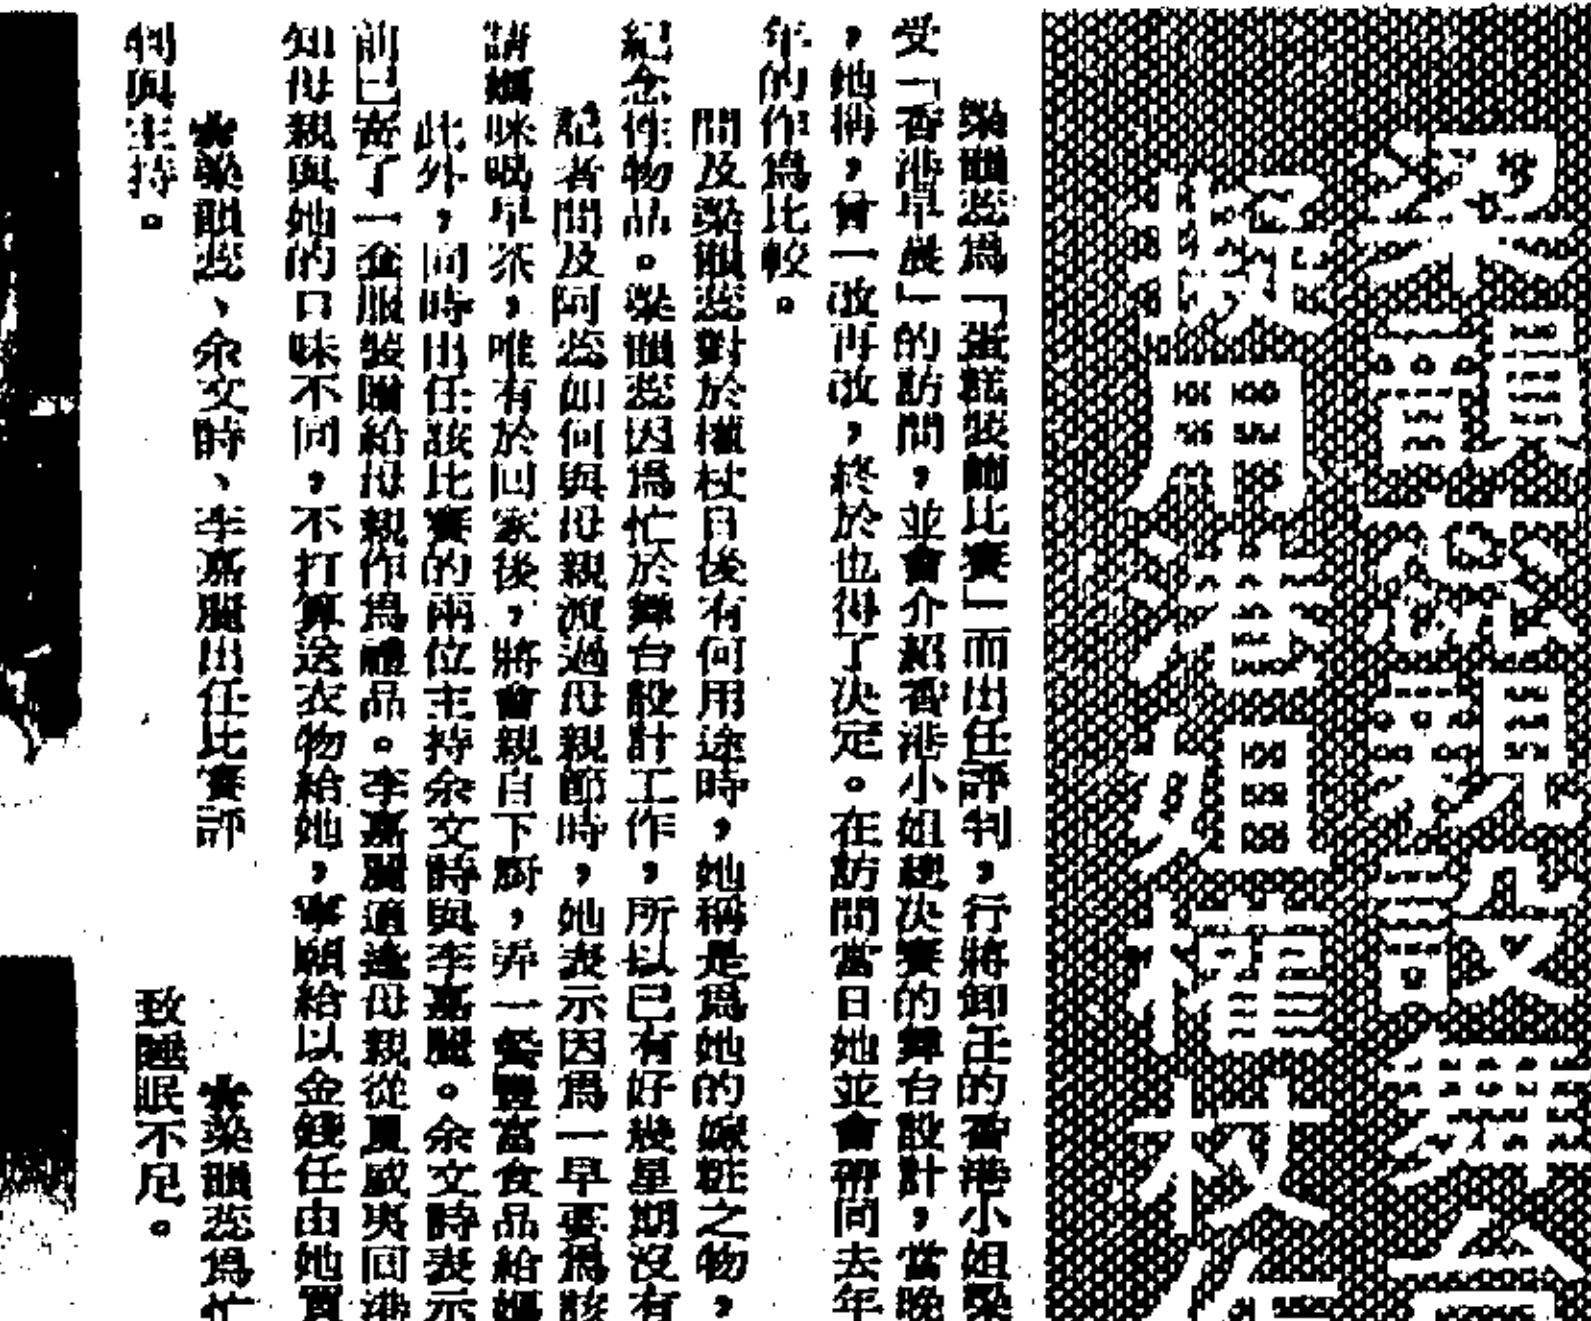 梁韻蕊親設舞台
擬用港姐權杖作
梁韻蕊爲「蛋糕裝飾比賽」而出任評判，行將卸任的香港小姐梁
受「香港早晨」的訪問，並會介紹香港小姐總決賽的舞台設計，當晚
，她稱，曾一改再改，終於也得了決定。在訪問當日她並會帶同去年
年的作爲比較。
問及梁韻蕊對於權杖日後有何用途時，她稱是爲她的嫁粧之物，
紀念性物品。梁韻蕊因爲忙於舞台設計工作，所以已有好幾星期沒有
記者問及阿蕊如何與母親渡過母親節時，她表示因爲一早要爲該
請媽咪喝早茶，唯有於回家後，將會親自下厨，弄一餐豐富食品給媽
此外，同時出任該比賽的兩位主持余文詩與李嘉麗。余文詩表示
前已寄了一套服裝贈給母親作爲禮品。李嘉麗適逢母親從夏威夷回港
知母親與她的口味不同，不打算送衣物給她，寧願給以金錢任由她買
★梁韻蕊、余文詩、李嘉麗出任比賽評
判與主持。
★梁韻蕊爲忙
致睡眠不足。